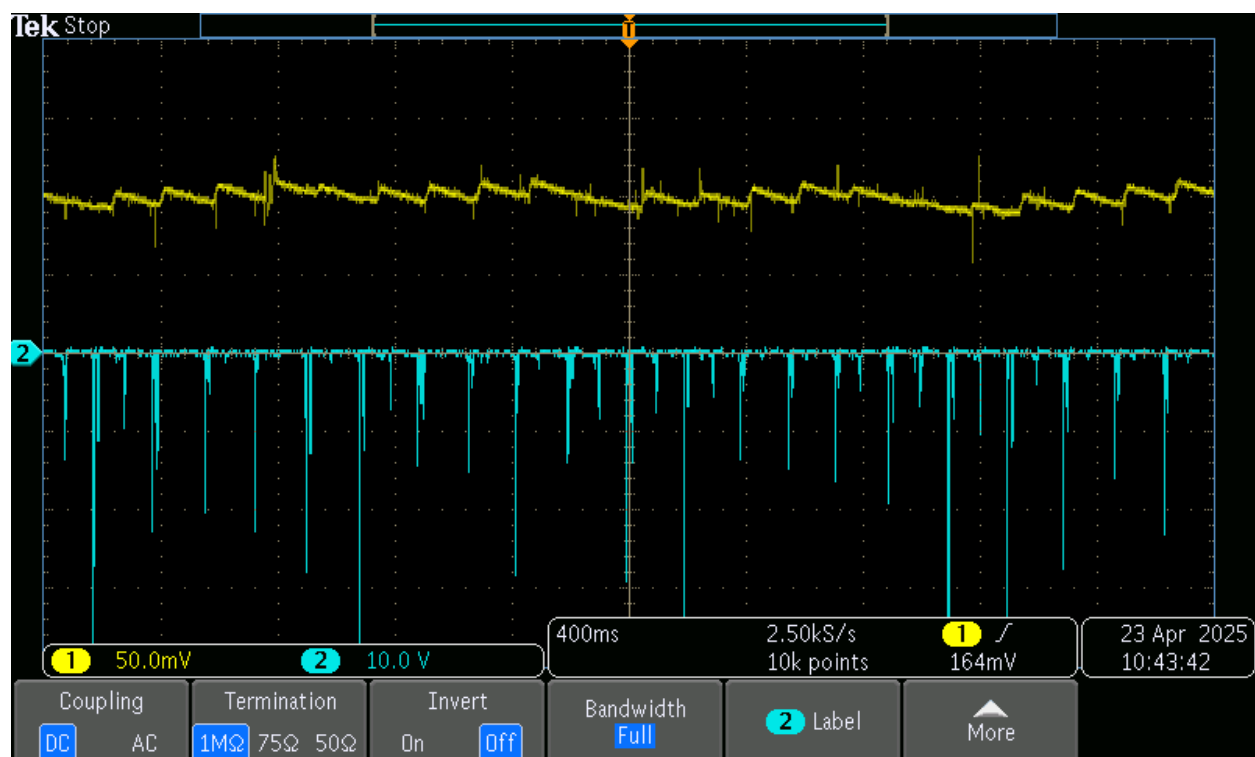 Tek Stop
T
2
400ms 2.50kS/s 1 164mV
10k points
23 Apr 2025
10:43:42
1 50.0mV 2 10.0 V
Coupling
DC AC
Termination
1MΩ 75Ω 50Ω
Invert
On Off
Bandwidth
Full
2 Label
More